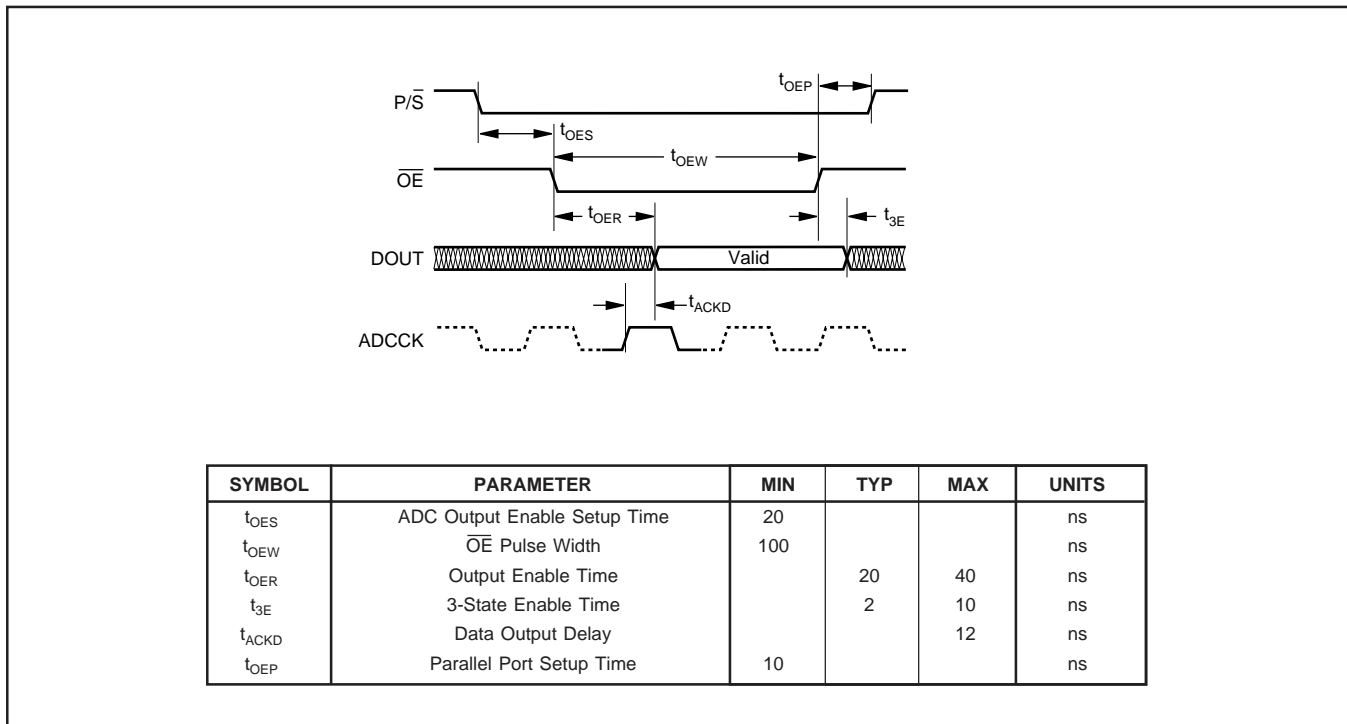 P/S̅
t_OEP
t_OES
t_OEW
O̅E̅
t_OER
t_3E
DOUT
Valid
t_ACKD
ADCCK
SYMBOL PARAMETER MIN TYP MAX UNITS
t_OES ADC Output Enable Setup Time 20 ns
t_OEW O̅E̅ Pulse Width 100 ns
t_OER Output Enable Time 20 40 ns
t_3E 3-State Enable Time 2 10 ns
t_ACKD Data Output Delay 12 ns
t_OEP Parallel Port Setup Time 10 ns